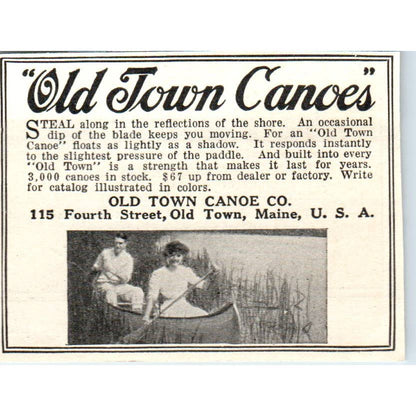 "Old Town Canoes"
STEAL along in the reflections of the shore. An occasional
dip of the blade keeps you moving. For an "Old Town
Canoe" floats as lightly as a shadow. It responds instantly
to the slightest pressure of the paddle. And built into every
"Old Town" is a strength that makes it last for years.
3,000 canoes in stock. $67 up from dealer or factory. Write
for catalog illustrated in colors.
OLD TOWN CANOE CO.
115 Fourth Street, Old Town, Maine, U. S. A.